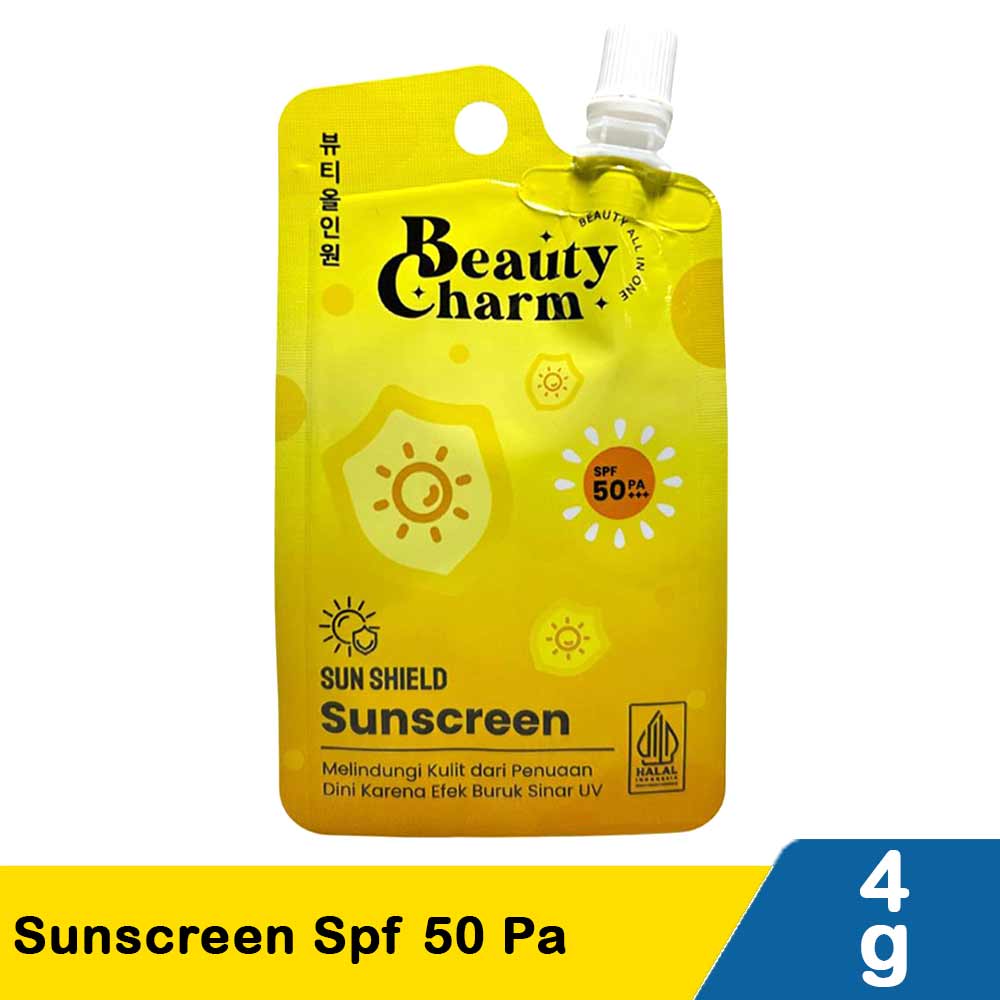 뷰티올인원
Beauty
Charm
BEAUTY ALL IN ONE
SPF
50 PA
+++
SUN SHIELD
Sunscreen
Melindungi Kulit dari Penuaan
Dini Karena Efek Buruk Sinar UV
HALAL
INDONESIA
Sunscreen Spf 50 Pa
4
g